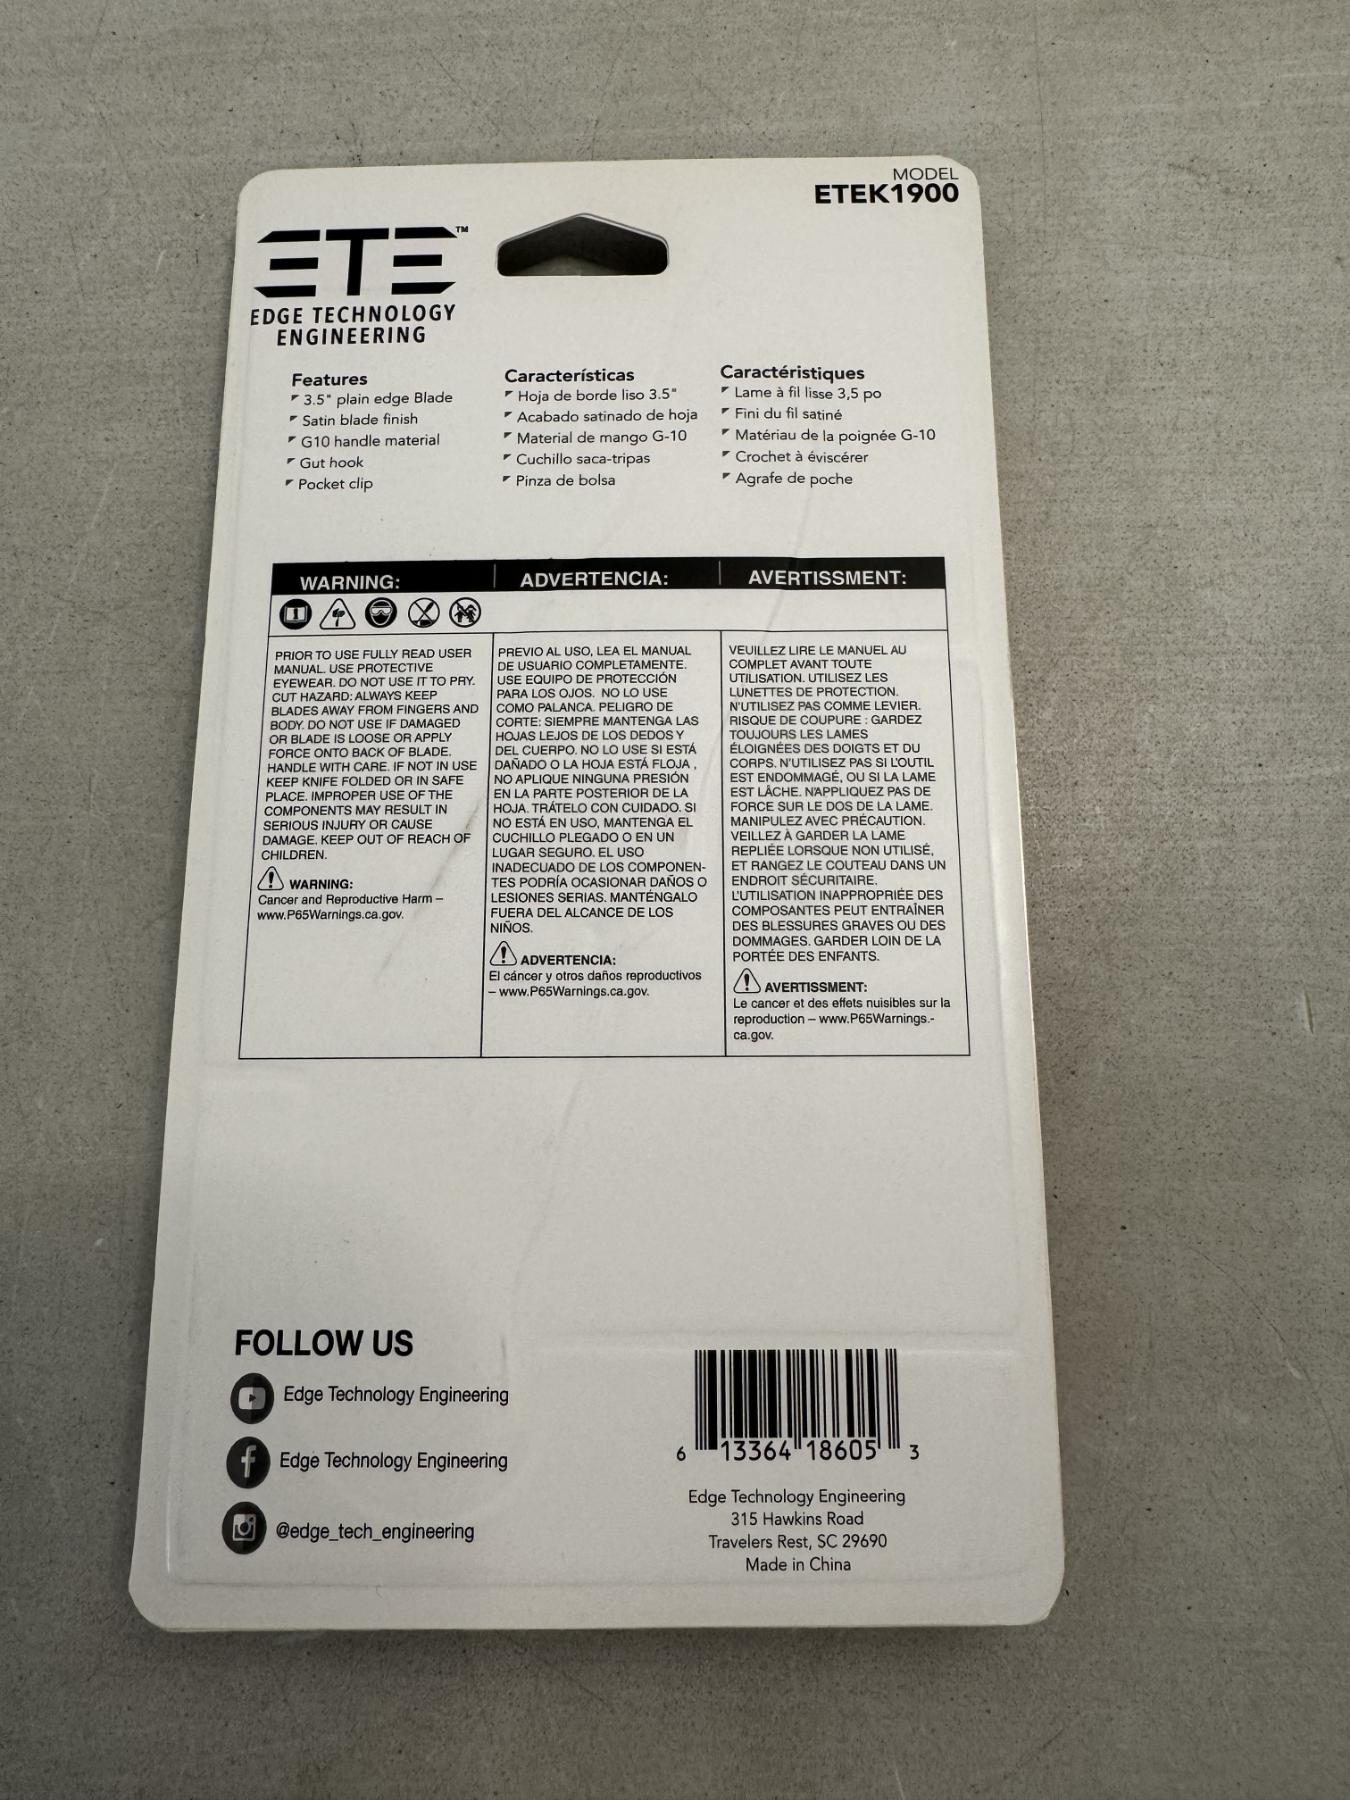 MODEL
ETEK1900
ETE™
EDGE TECHNOLOGY
ENGINEERING
Features
3.5" plain edge Blade
Satin blade finish
G10 handle material
Gut hook
Pocket clip
Características
Hoja de borde liso 3.5"
Acabado satinado de hoja
Material de mango G-10
Cuchillo saca-tripas
Pinza de bolsa
Caractéristiques
Lame à fil lisse 3,5 po
Fini du fil satiné
Matériau de la poignée G-10
Crochet à éviscérer
Agrafe de poche
WARNING:
PRIOR TO USE FULLY READ USER
MANUAL. USE PROTECTIVE
EYEWEAR. DO NOT USE IT TO PRY.
CUT HAZARD: ALWAYS KEEP
BLADES AWAY FROM FINGERS AND
BODY. DO NOT USE IF DAMAGED
OR BLADE IS LOOSE OR APPLY
FORCE ONTO BACK OF BLADE.
HANDLE WITH CARE. IF NOT IN USE
KEEP KNIFE FOLDED OR IN SAFE
PLACE. IMPROPER USE OF THE
COMPONENTS MAY RESULT IN
SERIOUS INJURY OR CAUSE
DAMAGE. KEEP OUT OF REACH OF
CHILDREN.
WARNING:
Cancer and Reproductive Harm –
www.P65Warnings.ca.gov.
ADVERTENCIA:
PREVIO AL USO, LEA EL MANUAL
DE USUARIO COMPLETAMENTE.
USE EQUIPO DE PROTECCIÓN
PARA LOS OJOS. NO LO USE
COMO PALANCA. PELIGRO DE
CORTE: SIEMPRE MANTENGA LAS
HOJAS LEJOS DE LOS DEDOS Y
DEL CUERPO. NO LO USE SI ESTÁ
DAÑADO O LA HOJA ESTÁ FLOJA ,
NO APLIQUE NINGUNA PRESIÓN
EN LA PARTE POSTERIOR DE LA
HOJA. TRÁTELO CON CUIDADO. SI
NO ESTÁ EN USO, MANTENGA EL
CUCHILLO PLEGADO O EN UN
LUGAR SEGURO. EL USO
INADECUADO DE LOS COMPONEN-
TES PODRÍA OCASIONAR DAÑOS O
LESIONES SERIAS. MANTÉNGALO
FUERA DEL ALCANCE DE LOS
NIÑOS.
ADVERTENCIA:
El cáncer y otros daños reproductivos
– www.P65Warnings.ca.gov.
AVERTISSMENT:
VEUILLEZ LIRE LE MANUEL AU
COMPLET AVANT TOUTE
UTILISATION. UTILISEZ LES
LUNETTES DE PROTECTION.
N'UTILISEZ PAS COMME LEVIER.
RISQUE DE COUPURE : GARDEZ
TOUJOURS LES LAMES
ÉLOIGNÉES DES DOIGTS ET DU
CORPS. N'UTILISEZ PAS SI L'OUTIL
EST ENDOMMAGÉ, OU SI LA LAME
EST LÂCHE. N'APPLIQUEZ PAS DE
FORCE SUR LE DOS DE LA LAME.
MANIPULEZ AVEC PRÉCAUTION.
VEILLEZ À GARDER LA LAME
REPLIÉE LORSQUE NON UTILISÉ,
ET RANGEZ LE COUTEAU DANS UN
ENDROIT SÉCURITAIRE.
L'UTILISATION INAPPROPRIÉE DES
COMPOSANTES PEUT ENTRAÎNER
DES BLESSURES GRAVES OU DES
DOMMAGES. GARDER LOIN DE LA
PORTÉE DES ENFANTS.
AVERTISSMENT:
Le cancer et des effets nuisibles sur la
reproduction – www.P65Warnings.-
ca.gov.
FOLLOW US
Edge Technology Engineering
Edge Technology Engineering
@edge_tech_engineering
6 13364 18605 3
Edge Technology Engineering
315 Hawkins Road
Travelers Rest, SC 29690
Made in China